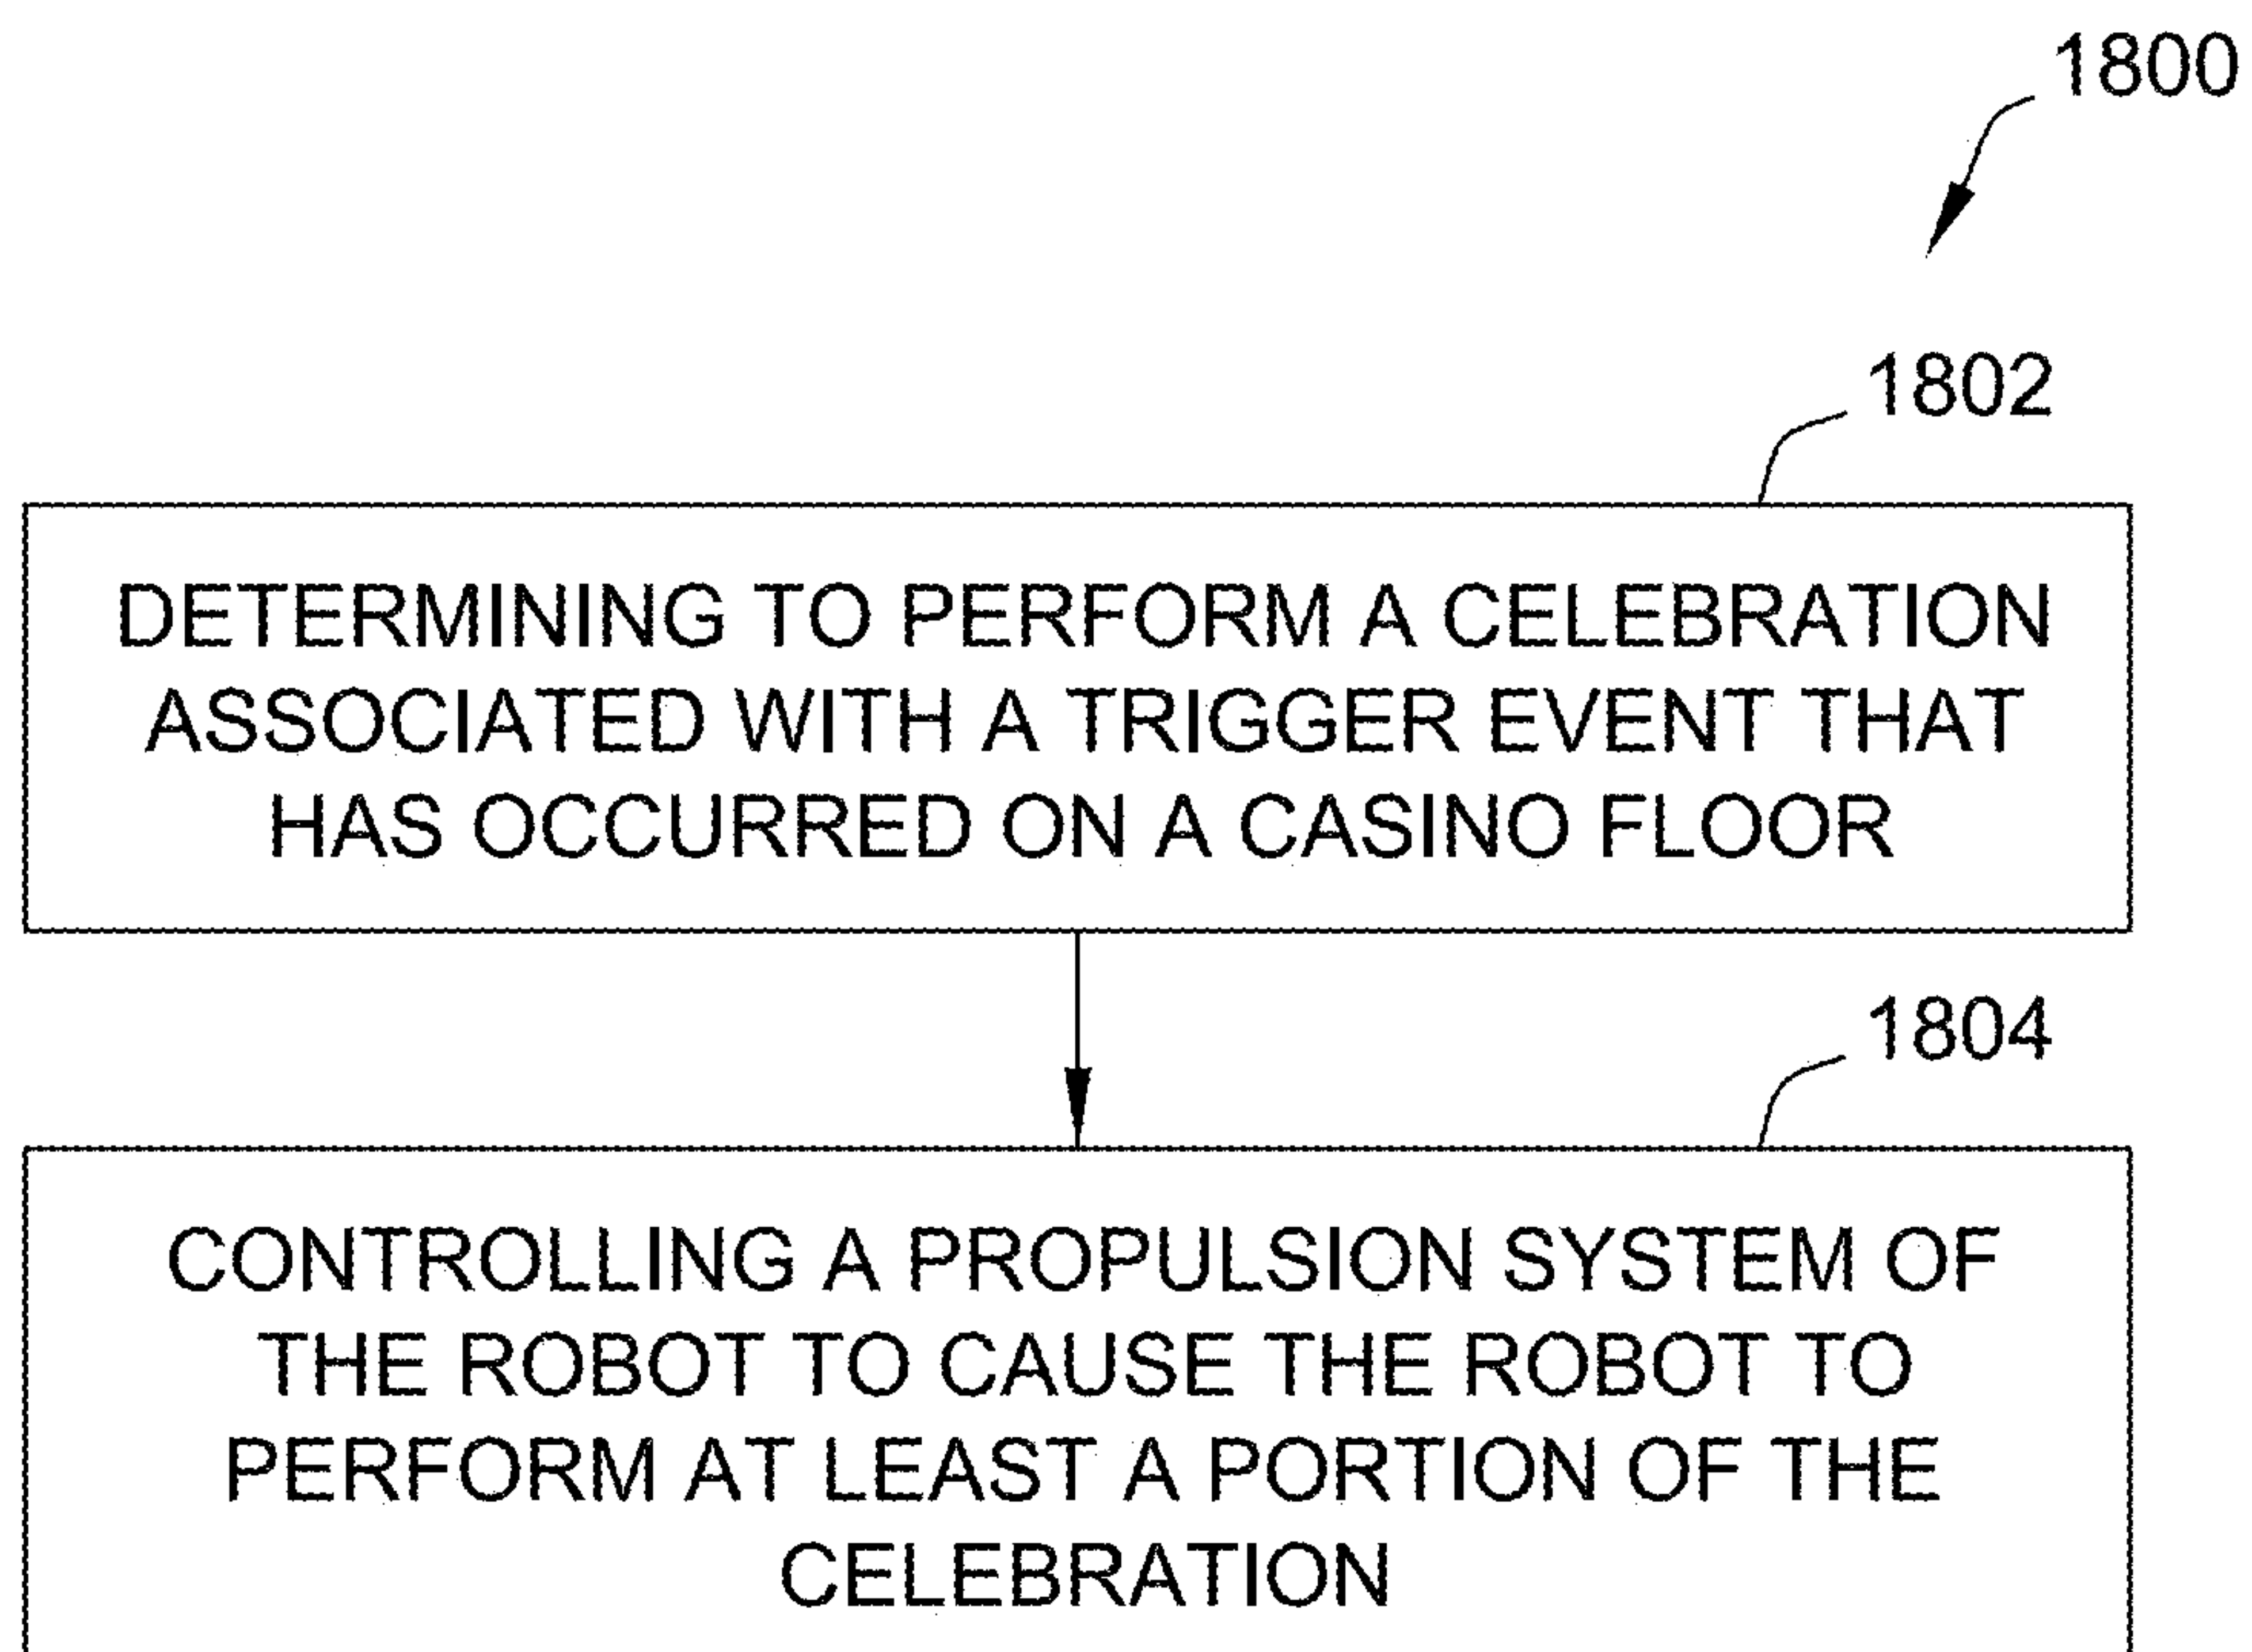 1800
1802
DETERMINING TO PERFORM A CELEBRATION
ASSOCIATED WITH A TRIGGER EVENT THAT
HAS OCCURRED ON A CASINO FLOOR
1804
CONTROLLING A PROPULSION SYSTEM OF
THE ROBOT TO CAUSE THE ROBOT TO
PERFORM AT LEAST A PORTION OF THE
CELEBRATION